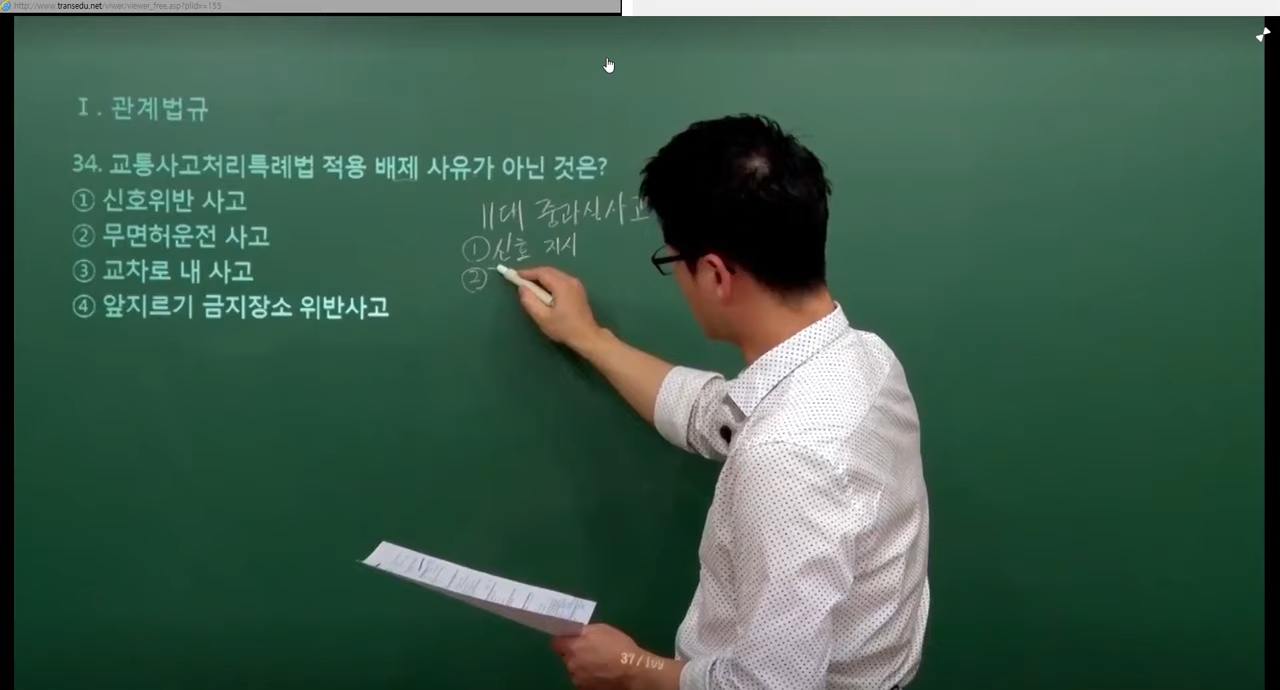 http://www.transedu.net/viwer/viewer_free.asp?plidx=155
Ⅰ. 관계법규
34. 교통사고처리특례법 적용 배제 사유가 아닌 것은?
① 신호위반 사고
② 무면허운전 사고
③ 교차로 내 사고
④ 앞지르기 금지장소 위반사고
11대 중과실사고
① 신호 지시
②
37 /